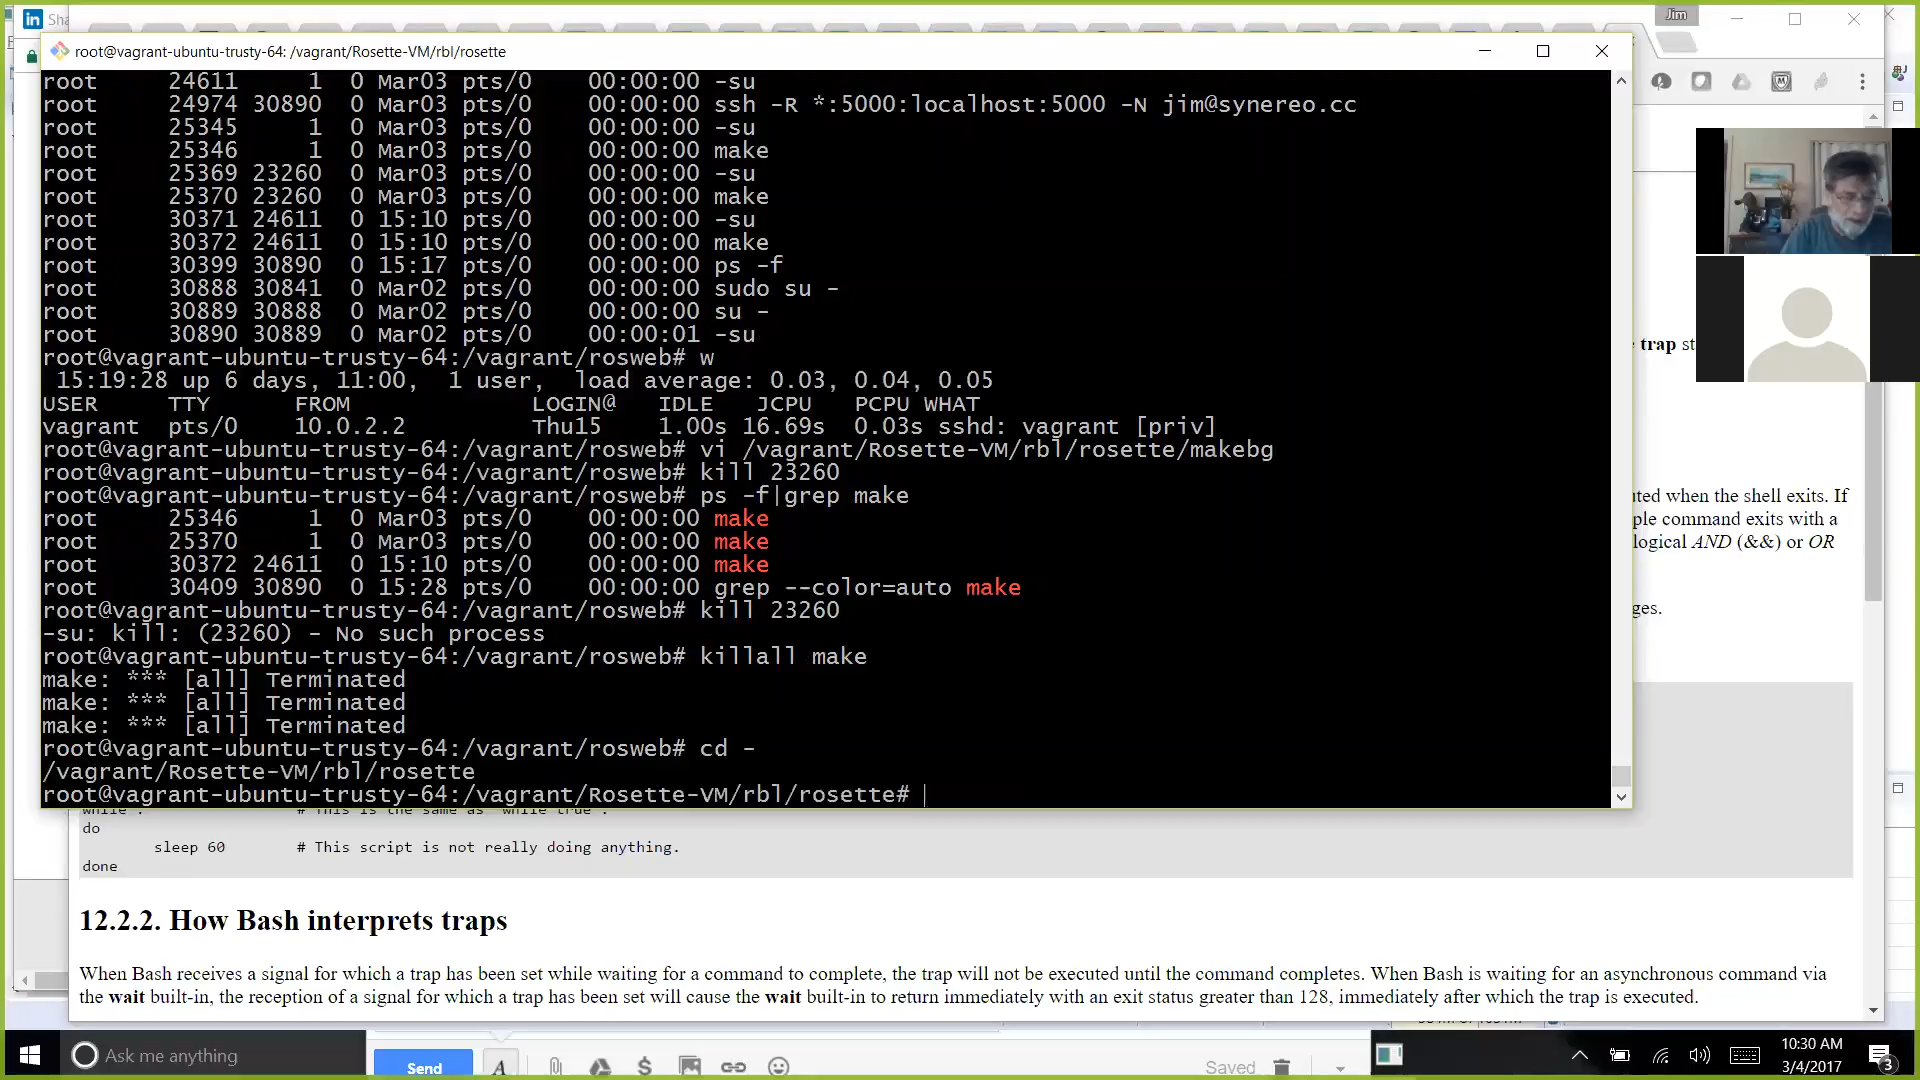 in Sha
Jim
root@vagrant-ubuntu-trusty-64: /vagrant/Rosette-VM/rbl/rosette
root 24611 1 0 Mar03 pts/0 00:00:00 -su
root 24974 30890 0 Mar03 pts/0 00:00:00 ssh -R *:5000:localhost:5000 -N jim@synereo.cc
root 25345 1 0 Mar03 pts/0 00:00:00 -su
root 25346 1 0 Mar03 pts/0 00:00:00 make
root 25369 23260 0 Mar03 pts/0 00:00:00 -su
root 25370 23260 0 Mar03 pts/0 00:00:00 make
root 30371 24611 0 15:10 pts/0 00:00:00 -su
root 30372 24611 0 15:10 pts/0 00:00:00 make
root 30399 30890 0 15:17 pts/0 00:00:00 ps -f
root 30888 30841 0 Mar02 pts/0 00:00:00 sudo su -
root 30889 30888 0 Mar02 pts/0 00:00:00 su -
root 30890 30889 0 Mar02 pts/0 00:00:01 -su
root@vagrant-ubuntu-trusty-64:/vagrant/rosweb# w
15:19:28 up 6 days, 11:00, 1 user, load average: 0.03, 0.04, 0.05
USER TTY FROM LOGIN@ IDLE JCPU PCPU WHAT
vagrant pts/0 10.0.2.2 Thu15 1.00s 16.69s 0.03s sshd: vagrant [priv]
root@vagrant-ubuntu-trusty-64:/vagrant/rosweb# vi /vagrant/Rosette-VM/rbl/rosette/makebg
root@vagrant-ubuntu-trusty-64:/vagrant/rosweb# kill 23260
root@vagrant-ubuntu-trusty-64:/vagrant/rosweb# ps -f|grep make
root 25346 1 0 Mar03 pts/0 00:00:00 make
root 25370 1 0 Mar03 pts/0 00:00:00 make
root 30372 24611 0 15:10 pts/0 00:00:00 make
root 30409 30890 0 15:28 pts/0 00:00:00 grep --color=auto make
root@vagrant-ubuntu-trusty-64:/vagrant/rosweb# kill 23260
-su: kill: (23260) - No such process
root@vagrant-ubuntu-trusty-64:/vagrant/rosweb# killall make
make: *** [all] Terminated
make: *** [all] Terminated
make: *** [all] Terminated
root@vagrant-ubuntu-trusty-64:/vagrant/rosweb# cd -
/vagrant/Rosette-VM/rbl/rosette
root@vagrant-ubuntu-trusty-64:/vagrant/Rosette-VM/rbl/rosette#
e trap st
uted when the shell exits. If
ple command exits with a
logical AND (&&) or OR
ges.
while : # This is the same as "while true".
do
sleep 60 # This script is not really doing anything.
done
12.2.2. How Bash interprets traps
When Bash receives a signal for which a trap has been set while waiting for a command to complete, the trap will not be executed until the command completes. When Bash is waiting for an asynchronous command via
the wait built-in, the reception of a signal for which a trap has been set will cause the wait built-in to return immediately with an exit status greater than 128, immediately after which the trap is executed.
Ask me anything
Send
A
$
Saved
10:30 AM
3/4/2017
3